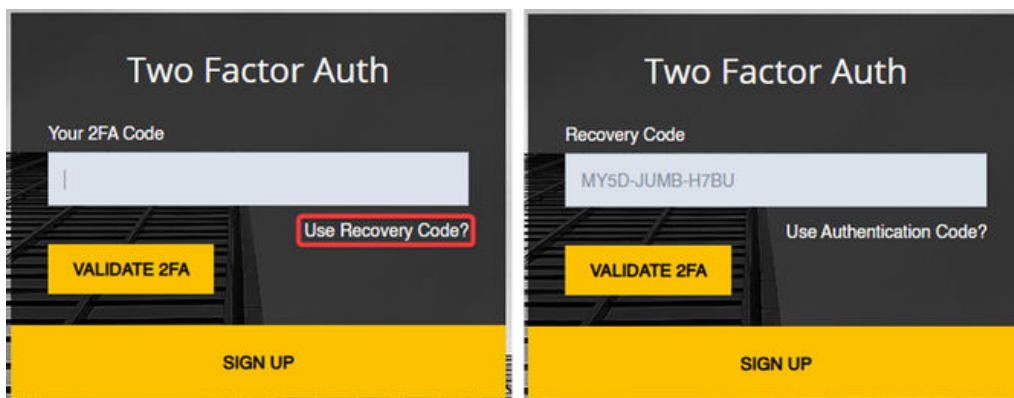 Two Factor Auth
Your 2FA Code
Use Recovery Code?
VALIDATE 2FA
SIGN UP
Two Factor Auth
Recovery Code
MY5D-JUMB-H7BU
Use Authentication Code?
VALIDATE 2FA
SIGN UP